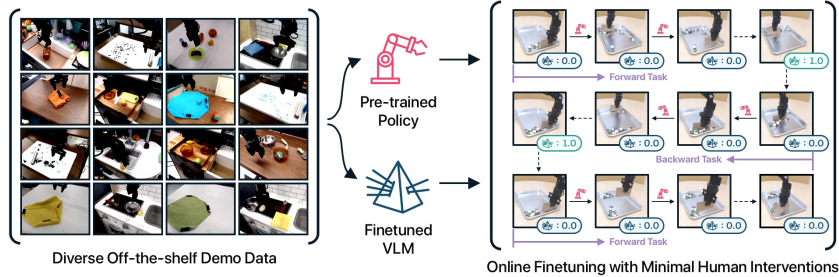 : 0.0
: 0.0
: 0.0
: 1.0
Forward Task
Pre-trained
Policy
: 1.0
: 0.0
: 0.0
: 0.0
Backward Task
Finetuned
VLM
: 0.0
: 0.0
: 0.0
: 0.0
Forward Task
Diverse Off-the-shelf Demo Data
Online Finetuning with Minimal Human Interventions